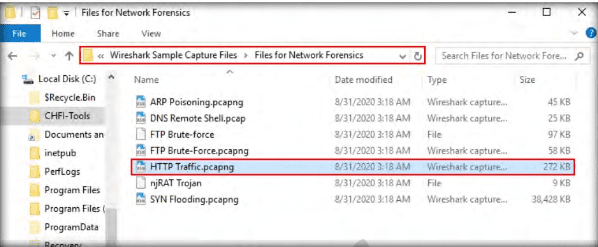 Files for Network Forensics
File Home Share View
« Wireshark Sample Capture Files › Files for Network Forensics
Search Files for Network Fore...
Local Disk (C:)
$Recycle.Bin
CHFI-Tools
Documents an
inetpub
PerfLogs
Program Files
Program Files (
ProgramData
Recovery
Name Date modified Type Size
ARP Poisoning.pcapng 8/31/2020 3:18 AM Wireshark capture... 45 KB
DNS Remote Shell.pcap 8/31/2020 3:18 AM Wireshark capture... 25 KB
FTP Brute-force 8/31/2020 3:18 AM File 97 KB
FTP Brute-Force.pcapng 8/31/2020 3:18 AM Wireshark capture... 58 KB
HTTP Traffic.pcapng 8/31/2020 3:18 AM Wireshark capture... 272 KB
njRAT Trojan 8/31/2020 3:18 AM File 9 KB
SYN Flooding.pcapng 8/31/2020 3:18 AM Wireshark capture... 38,428 KB